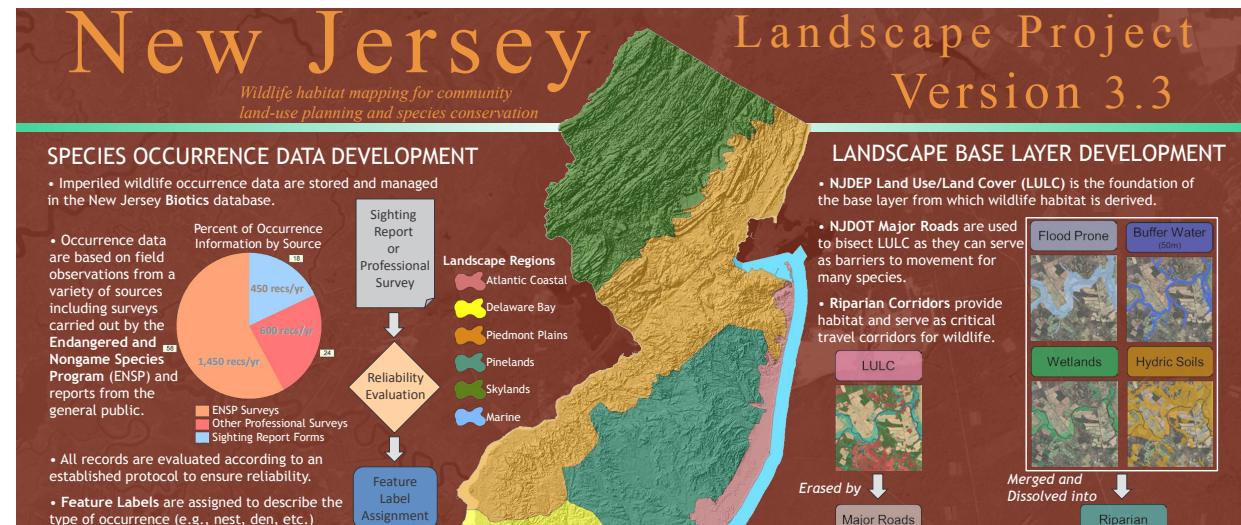 New Jersey
Wildlife habitat mapping for community
land-use planning and species conservation
Landscape Project
Version 3.3
SPECIES OCCURRENCE DATA DEVELOPMENT
• Imperiled wildlife occurrence data are stored and managed
in the New Jersey Biotics database.
• Occurrence data
are based on field
observations from a
variety of sources
including surveys
carried out by the
Endangered and
Nongame Species
Program (ENSP) and
reports from the
general public.
Percent of Occurrence
Information by Source
18
450 recs/yr
600 recs/yr
24
1,450 recs/yr
58
ENSP Surveys
Other Professional Surveys
Sighting Report Forms
• All records are evaluated according to an
established protocol to ensure reliability.
• Feature Labels are assigned to describe the
type of occurrence (e.g., nest, den, etc.)
Sighting
Report
or
Professional
Survey
Reliability
Evaluation
Feature
Label
Assignment
Landscape Regions
Atlantic Coastal
Delaware Bay
Piedmont Plains
Pinelands
Skylands
Marine
LANDSCAPE BASE LAYER DEVELOPMENT
• NJDEP Land Use/Land Cover (LULC) is the foundation of
the base layer from which wildlife habitat is derived.
• NJDOT Major Roads are used
to bisect LULC as they can serve
as barriers to movement for
many species.
• Riparian Corridors provide
habitat and serve as critical
travel corridors for wildlife.
LULC
Erased by
Major Roads
Flood Prone
Buffer Water
(50m)
Wetlands
Hydric Soils
Merged and
Dissolved into
Riparian